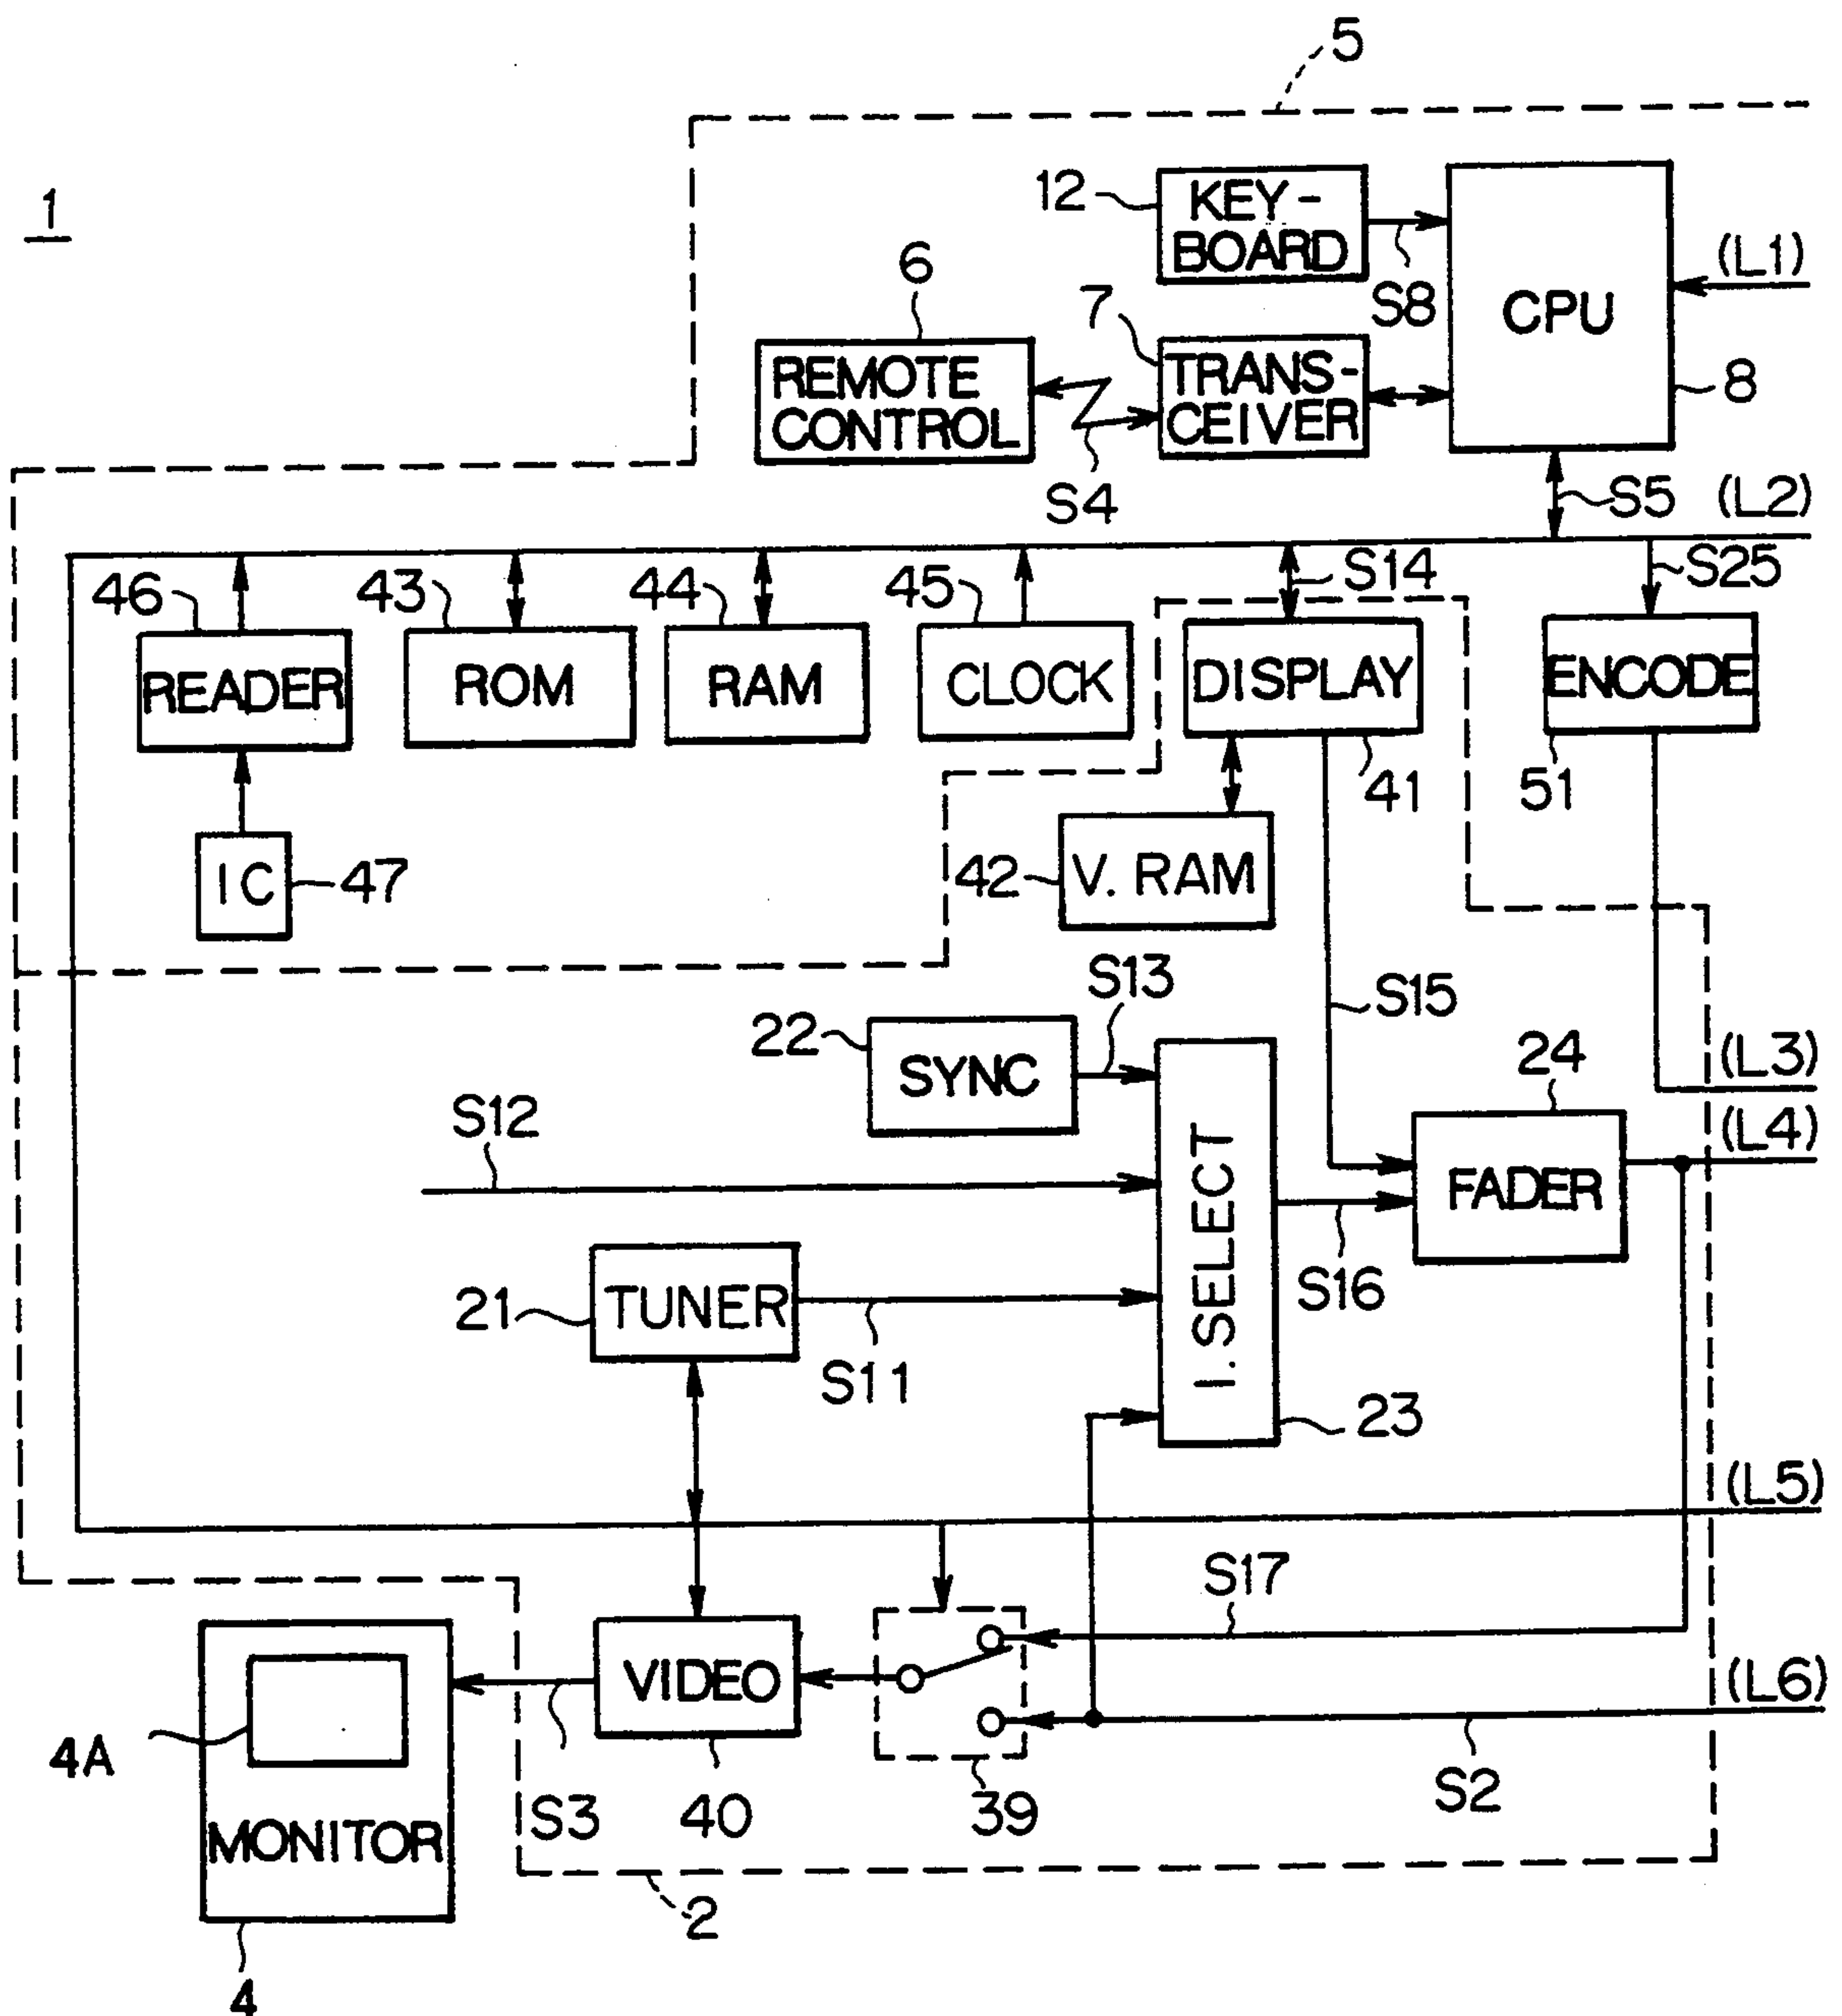 5
1
12
KEY-
BOARD
S8
CPU
(L1)
8
6
REMOTE
CONTROL
7
TRANS-
CEIVER
S4
S5
(L2)
46
READER
43
ROM
44
RAM
45
CLOCK
S14
DISPLAY
41
S25
ENCODE
51
IC
47
42
V. RAM
S13
S15
22
SYNC
S12
24
FADER
(L3)
(L4)
21
TUNER
S11
I. SELECT
23
S16
(L5)
S17
(L6)
4A
MONITOR
4
S3
VIDEO
40
39
S2
2